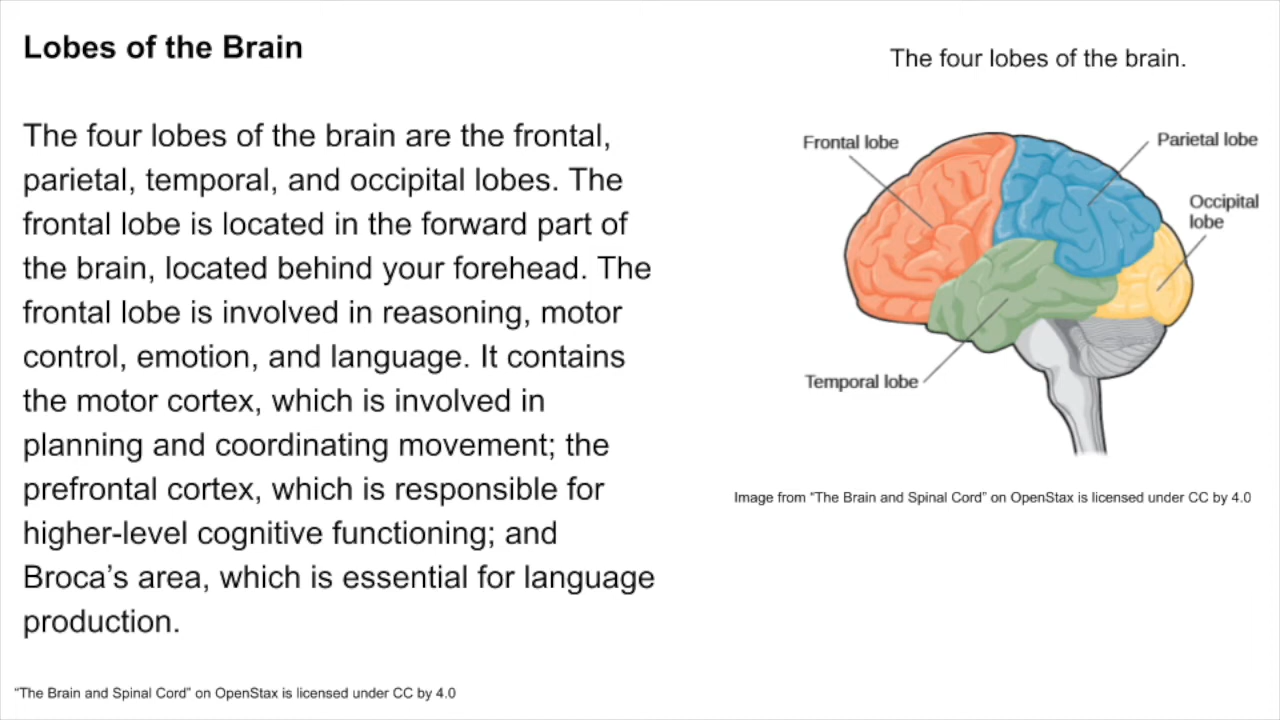 Lobes of the Brain
The four lobes of the brain are the frontal,
parietal, temporal, and occipital lobes. The
frontal lobe is located in the forward part of
the brain, located behind your forehead. The
frontal lobe is involved in reasoning, motor
control, emotion, and language. It contains
the motor cortex, which is involved in
planning and coordinating movement; the
prefrontal cortex, which is responsible for
higher-level cognitive functioning; and
Broca’s area, which is essential for language
production.
“The Brain and Spinal Cord” on OpenStax is licensed under CC by 4.0
The four lobes of the brain.
Frontal lobe
Parietal lobe
Occipital
lobe
Temporal lobe
Image from “The Brain and Spinal Cord” on OpenStax is licensed under CC by 4.0